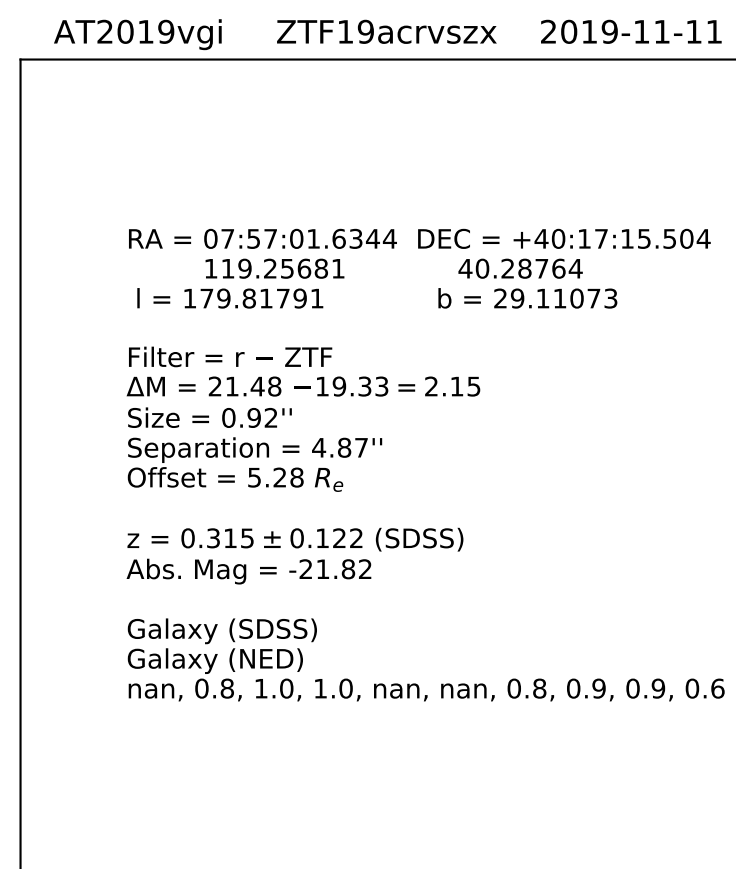 AT2019vgi ZTF19acrvszx 2019-11-11
RA = 07:57:01.6344 DEC = +40:17:15.504
119.25681 40.28764
l = 179.81791 b = 29.11073
Filter = r − ZTF
ΔM = 21.48 −19.33 = 2.15
Size = 0.92''
Separation = 4.87''
Offset = 5.28 Rₑ
z = 0.315 ± 0.122 (SDSS)
Abs. Mag = -21.82
Galaxy (SDSS)
Galaxy (NED)
nan, 0.8, 1.0, 1.0, nan, nan, 0.8, 0.9, 0.9, 0.6